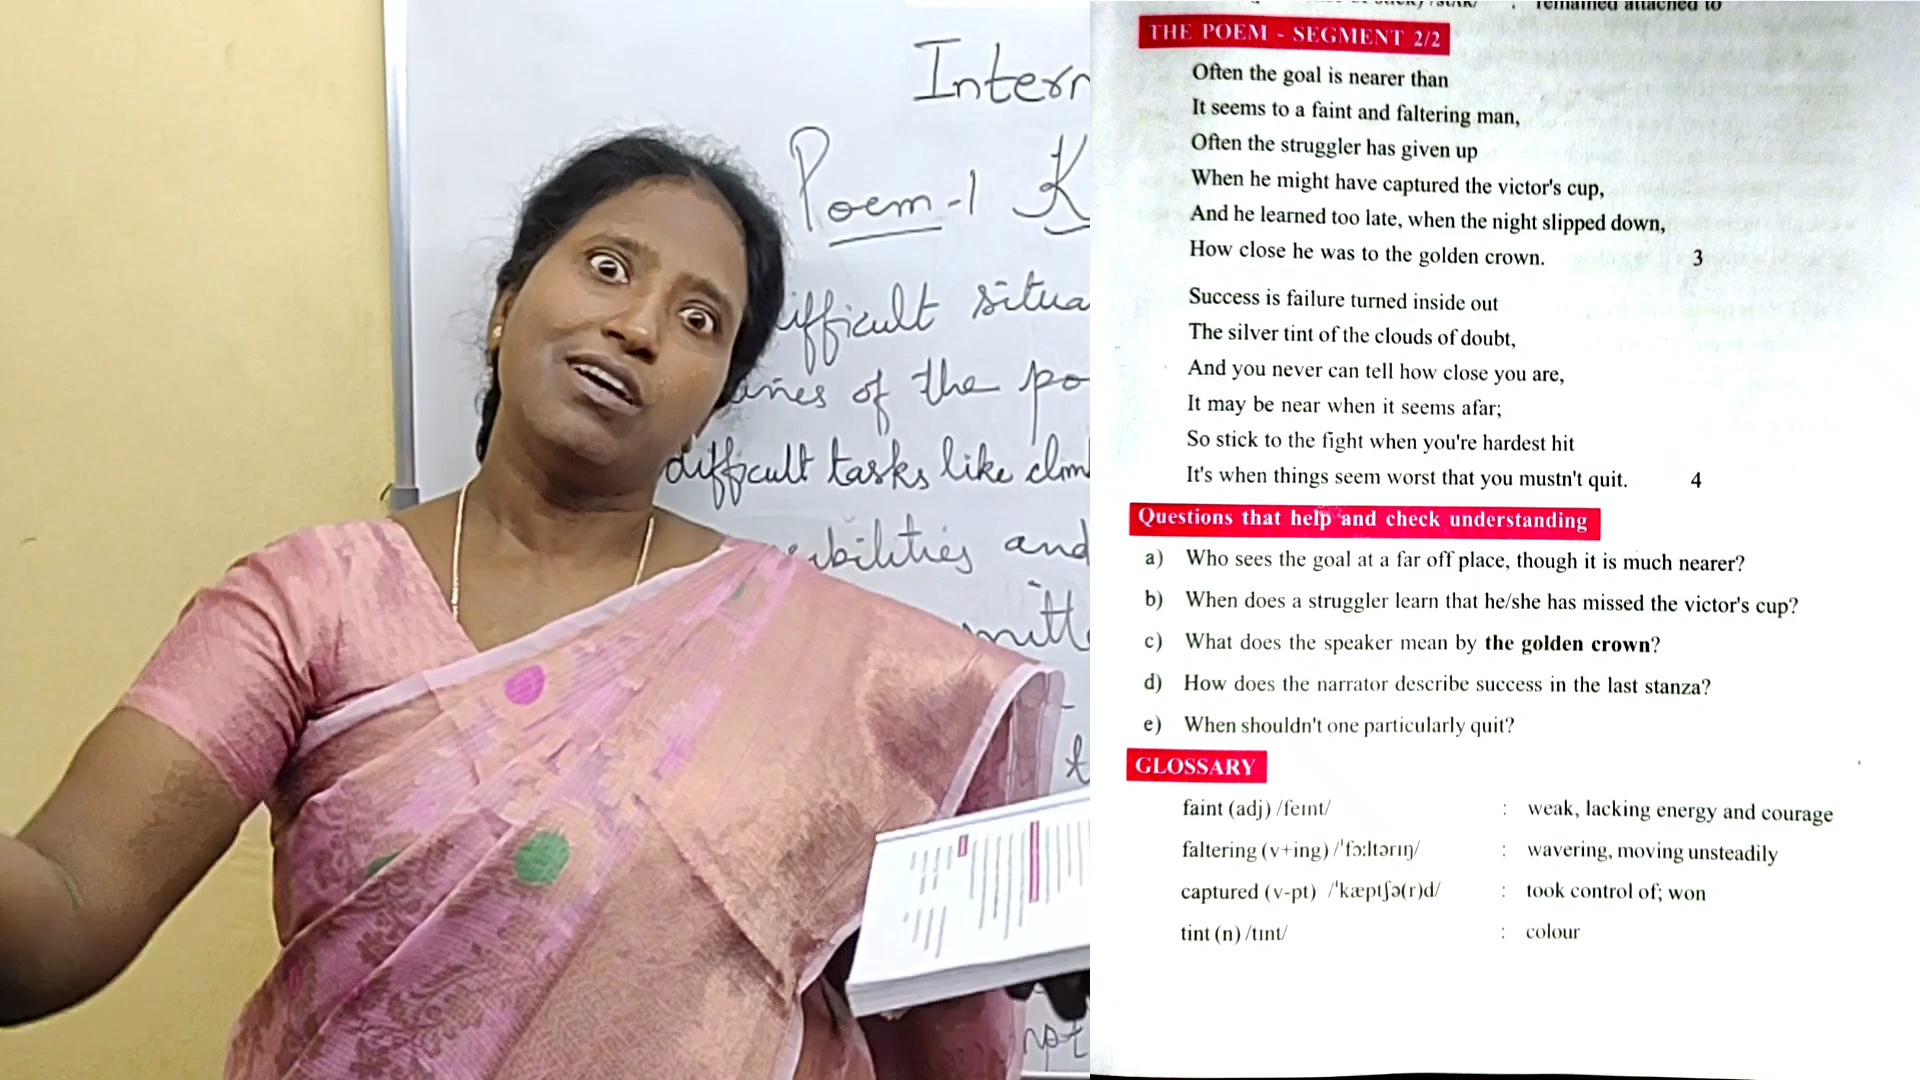 Intern
Poem-1 K
ifficult situa
of the po
difficult tasks like clim
and
remained attached to
THE POEM - SEGMENT 2/2
Often the goal is nearer than
It seems to a faint and faltering man,
Often the struggler has given up
When he might have captured the victor's cup,
And he learned too late, when the night slipped down,
How close he was to the golden crown. 3
Success is failure turned inside out
The silver tint of the clouds of doubt,
And you never can tell how close you are,
It may be near when it seems afar;
So stick to the fight when you're hardest hit
It's when things seem worst that you mustn't quit. 4
Questions that help and check understanding
a) Who sees the goal at a far off place, though it is much nearer?
b) When does a struggler learn that he/she has missed the victor's cup?
c) What does the speaker mean by the golden crown?
d) How does the narrator describe success in the last stanza?
e) When shouldn't one particularly quit?
GLOSSARY
faint (adj) /feɪnt/ : weak, lacking energy and courage
faltering (v+ing) /'fɔ:ltərɪŋ/ : wavering, moving unsteadily
captured (v-pt) /'kæptʃə(r)d/ : took control of; won
tint (n) /tɪnt/ : colour